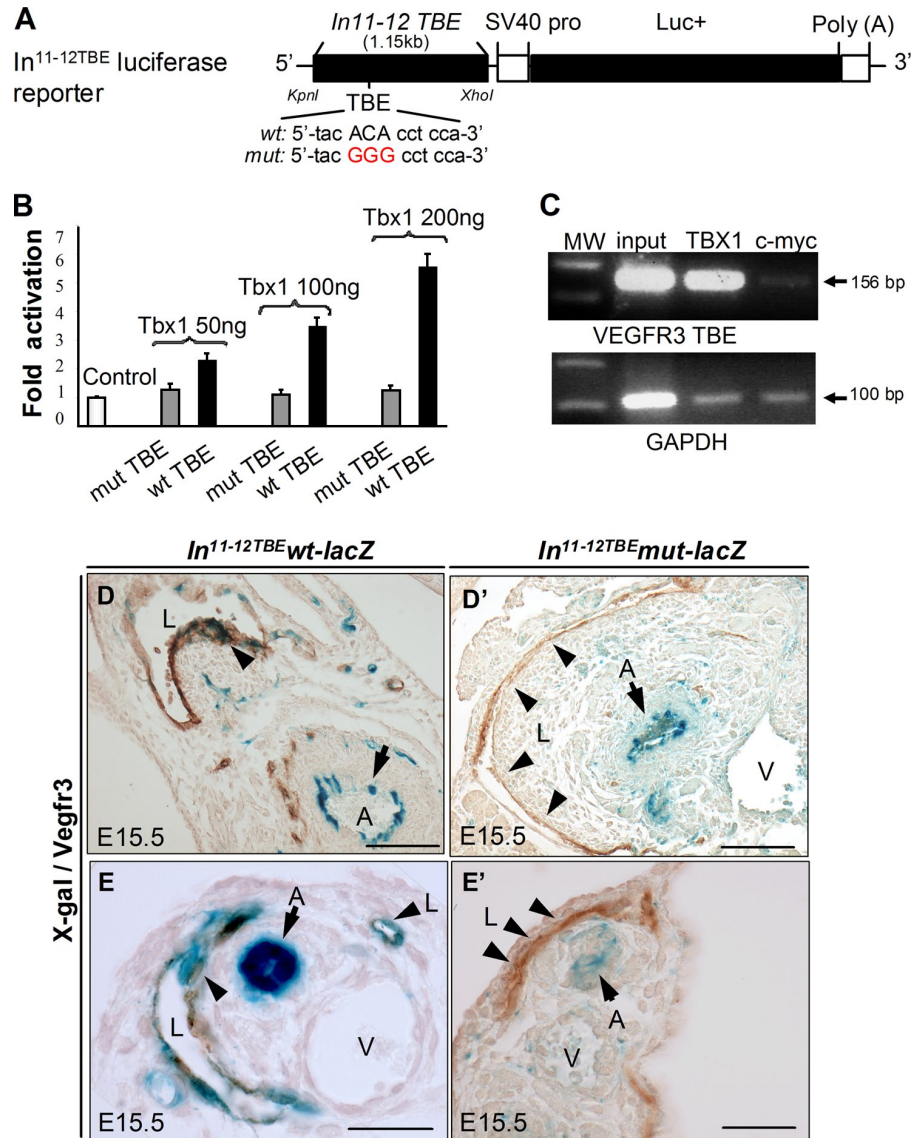 A
In11-12 TBE
(1.15kb)
SV40 pro
Luc+
Poly (A)
In11-12TBE luciferase
reporter
5’
3’
KpnI
XhoI
TBE
wt: 5’-tac ACA cct cca-3’
mut: 5’-tac GGG cct cca-3’
B
Fold activation
7
6
5
4
3
2
1
0
Control
Tbx1 50ng
Tbx1 100ng
Tbx1 200ng
mut TBE
wt TBE
mut TBE
wt TBE
mut TBE
wt TBE
C
MW input TBX1 c-myc
156 bp
VEGFR3 TBE
100 bp
GAPDH
In11-12TBEwt-lacZ
In11-12TBEmut-lacZ
X-gal / Vegfr3
D
L
A
E15.5
D’
A
L
V
E15.5
E
A
L
L
V
E15.5
E’
L
A
V
E15.5